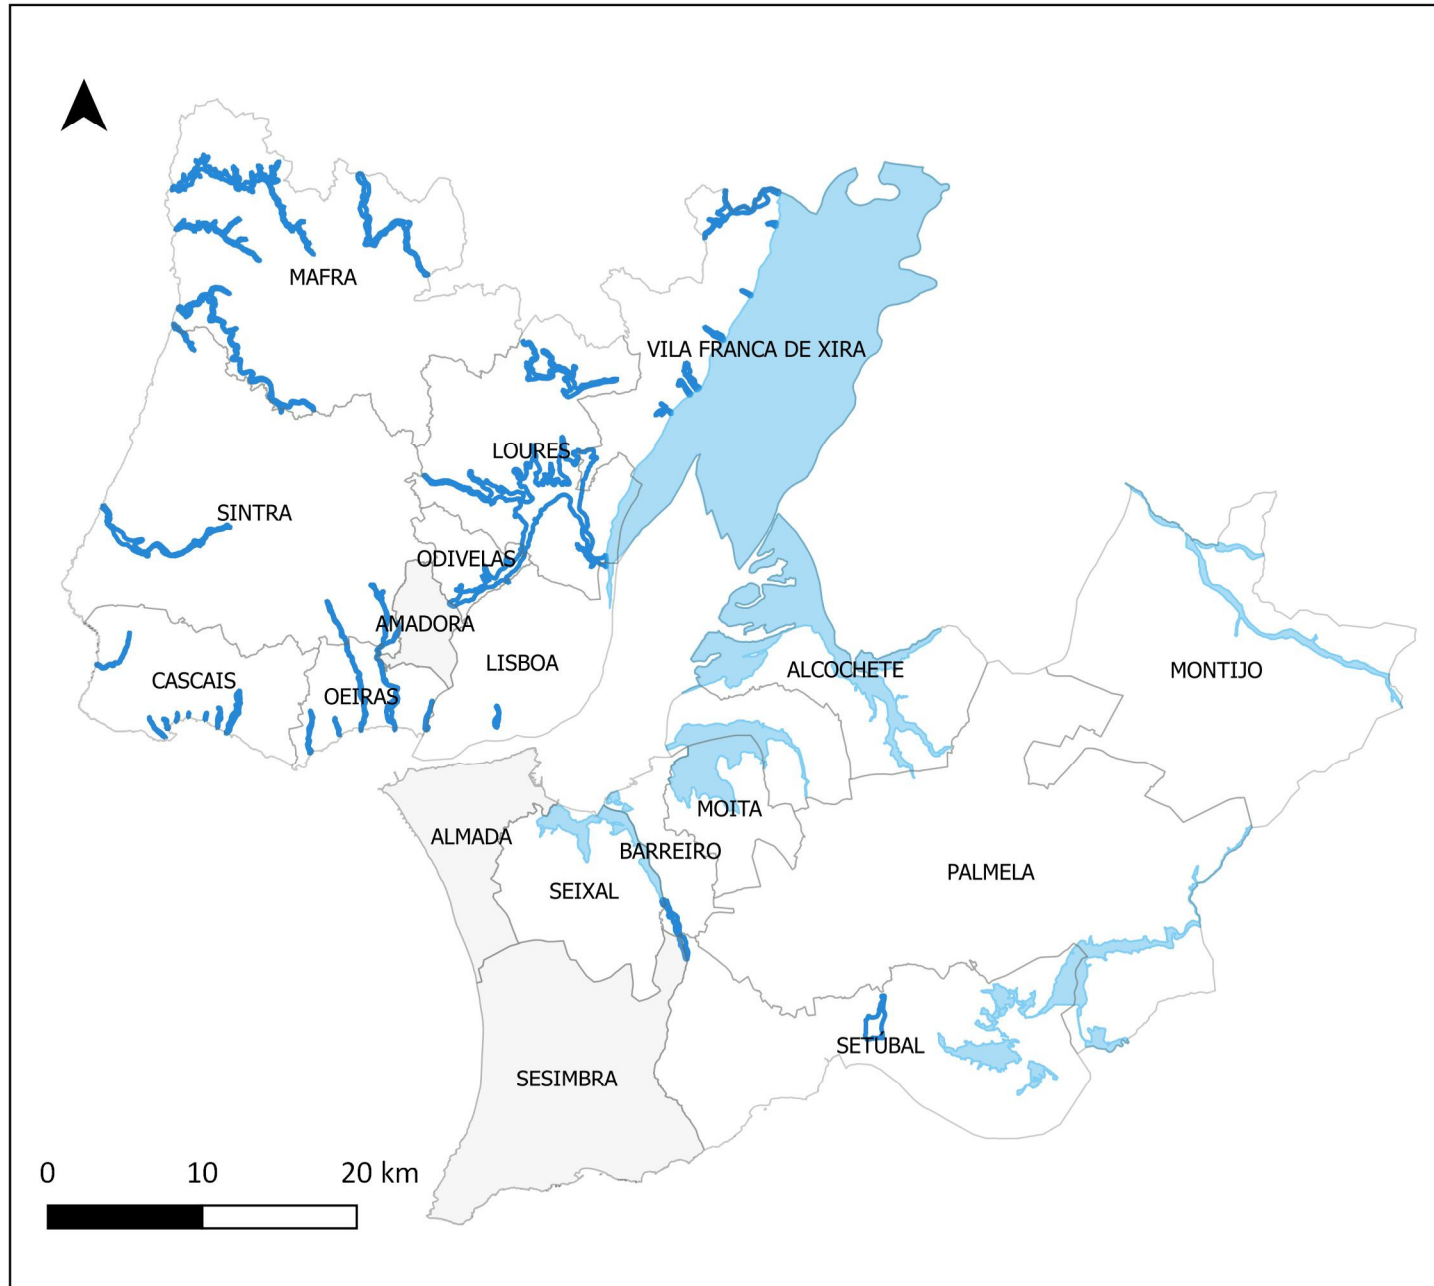 MAFRA
VILA FRANCA DE XIRA
LOURES
SINTRA
ODIVELAS
AMADORA
LISBOA
ALCOCHETE
MONTIJO
CASCAIS
OEIRAS
MOITA
ALMADA
BARREIRO
PALMELA
SEIXAL
SETUBAL
SESIMBRA
0 10 20 km